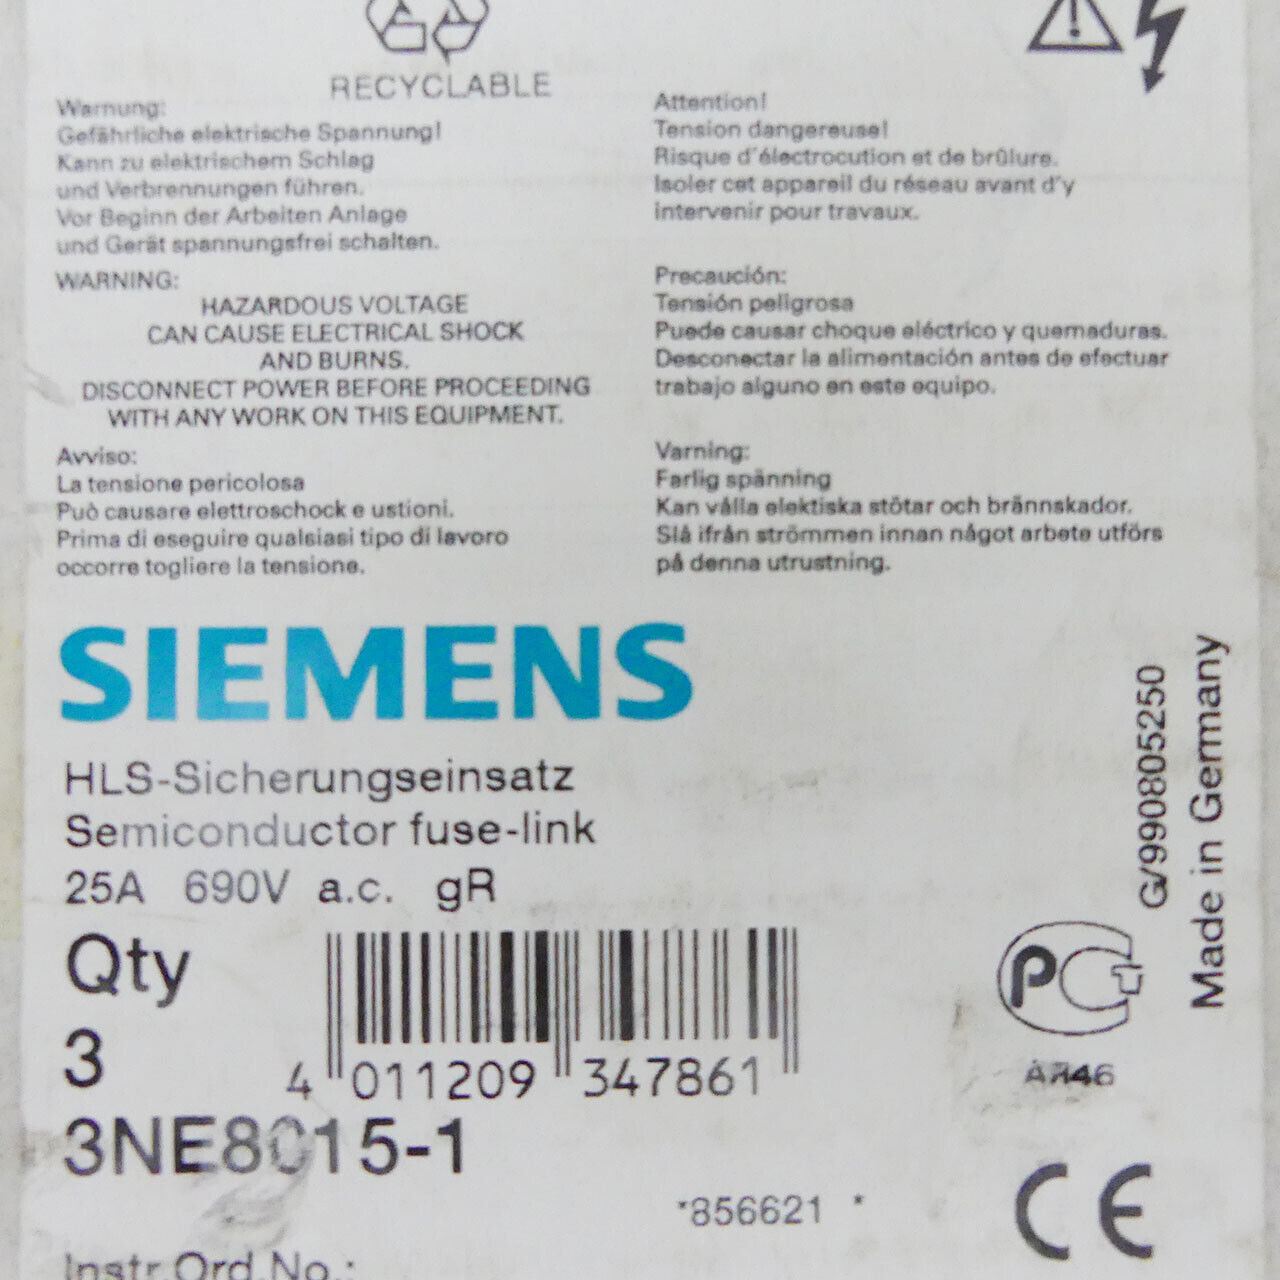 RECYCLABLE
Warnung:
Gefährliche elektrische Spannung!
Kann zu elektrischem Schlag
und Verbrennungen führen.
Vor Beginn der Arbeiten Anlage
und Gerät spannungsfrei schalten.
WARNING:
HAZARDOUS VOLTAGE
CAN CAUSE ELECTRICAL SHOCK
AND BURNS.
DISCONNECT POWER BEFORE PROCEEDING
WITH ANY WORK ON THIS EQUIPMENT.
Avviso:
La tensione pericolosa
Può causare elettroschock e ustioni.
Prima di eseguire qualsiasi tipo di lavoro
occorre togliere la tensione.
Attention!
Tension dangereuse!
Risque d'électrocution et de brûlure.
Isoler cet appareil du réseau avant d'y
intervenir pour travaux.
Precaución:
Tensión peligrosa
Puede causar choque eléctrico y quemaduras.
Desconectar la alimentación antes de efectuar
trabajo alguno en este equipo.
Varning:
Farlig spänning
Kan vålla elektiska stötar och brännskador.
Slå ifrån strömmen innan något arbete utförs
på denna utrustning.
SIEMENS
HLS-Sicherungseinsatz
Semiconductor fuse-link
25A 690V a.c. gR
Qty
3
4 011209 347861
3NE8015-1
*856621 *
Instr.Ord.No.:
G/990805250
Made in Germany
PC
CE